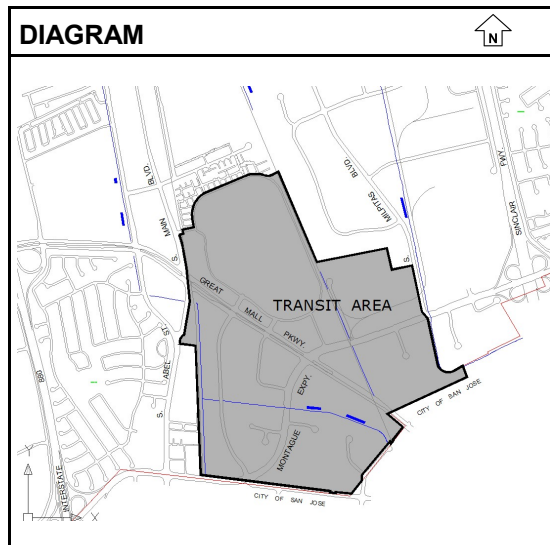 DIAGRAM
N
BLVD
MAIN
S.
BLVD
MILPITAS
S.
SINCLAIR
FWY.
GREAT
MALL
PKWY.
TRANSIT AREA
EXPY.
MONTAGUE
ST.
ABEL
S.
680
INTERSTATE
CITY OF SAN JOSE
CITY OF SAN JOSE
Y
X